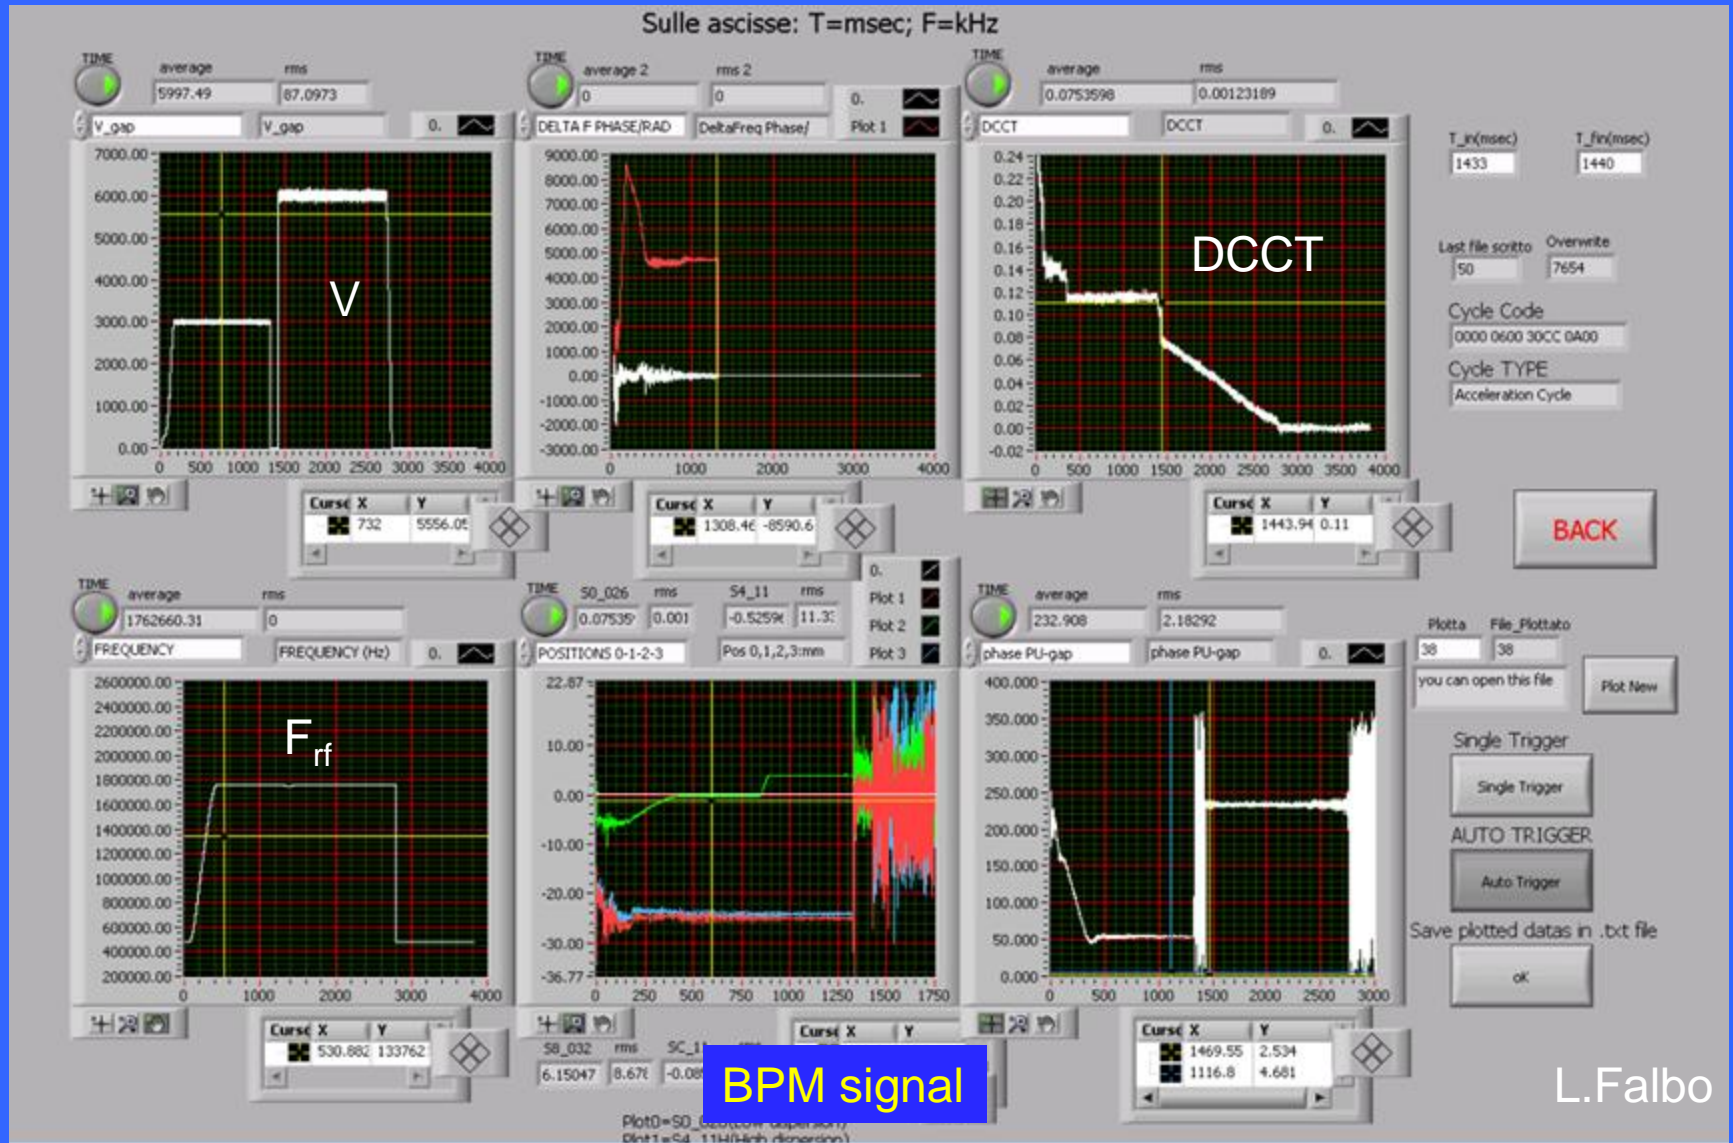 Sulle ascisse: T=msec; F=kHz
TIME
average
rms
5997.49
87.0973
V_gap
V_gap
0.
7000.00
6000.00
5000.00
4000.00
3000.00
2000.00
1000.00
0.00
0 500 1000 1500 2000 2500 3000 3500 4000
V
Curso X Y
732 5556.05
TIME
average 2
rms 2
0
0
0.
Plot 1
DELTA F PHASE/RAD
DeltaFreq Phase/
9000.00
8000.00
7000.00
6000.00
5000.00
4000.00
3000.00
2000.00
1000.00
0.00
-1000.00
-2000.00
-3000.00
0 1000 2000 3000 4000
X Y
1308.46 -8590.6
TIME
average
rms
0.0753598
0.00123189
DCCT
DCCT
0.
0.24
0.22
0.20
0.18
0.16
0.14
0.12
0.10
0.08
0.06
0.04
0.02
0.00
-0.02
0 500 1000 1500 2000 2500 3000 3500 4000
DCCT
X Y
1443.94 0.11
T_in(msec)
T_fin(msec)
1433
1440
Last file scritto
Overwrite
50
7654
Cycle Code
0000 0600 30CC 0A00
Cycle TYPE
Acceleration Cycle
BACK
TIME
average
rms
1762660.31
0
FREQUENCY
FREQUENCY (Hz)
0.
2600000.00
2400000.00
2200000.00
2000000.00
1800000.00
1600000.00
1400000.00
1200000.00
1000000.00
800000.00
600000.00
400000.00
200000.00
0 1000 2000 3000 4000
Frf
X Y
530.882 133762
TIME
S0_026
rms
S4_11
rms
0.
Plot 1
Plot 2
Plot 3
0.0753
0.001
-0.5259
11.3
POSITIONS 0-1-2-3
Pos 0,1,2,3:mm
22.87
10.00
0.00
-10.00
-20.00
-30.00
-36.77
0 250 500 750 1000 1250 1500 1750
X Y
S8_032
rms
6.15047
8.678
BPM signal
Plot1=S4_11H(High dispersion)
TIME
average
rms
232.908
2.18292
phase PU-gap
phase PU-gap
0.
400.000
350.000
300.000
250.000
200.000
150.000
100.000
50.000
0.000
0 500 1000 1500 2000 2500 3000
X Y
1469.55 2.534
1116.8 4.681
Plotta
File_Plottato
38
38
you can open this file
Plot New
Single Trigger
Single Trigger
AUTO TRIGGER
Auto Trigger
Save plotted datas in .txt file
oK
L.Falbo